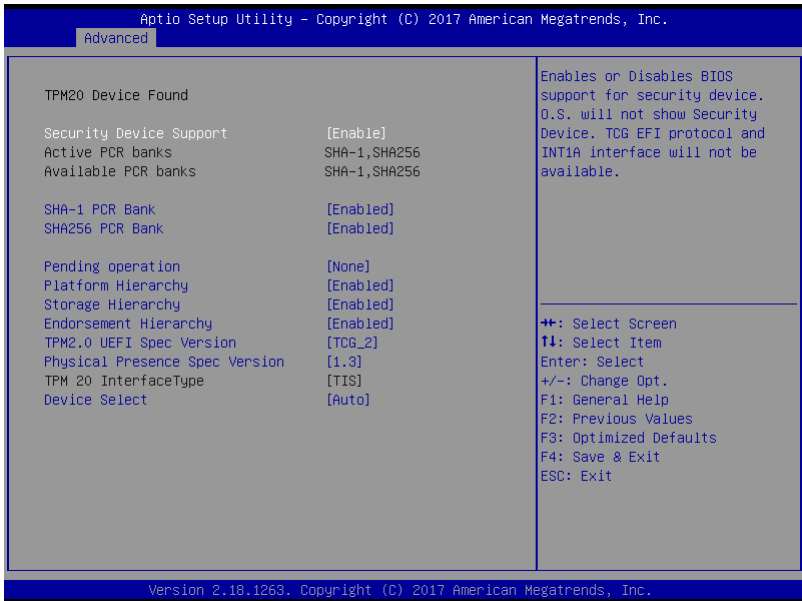 Aptio Setup Utility – Copyright (C) 2017 American Megatrends, Inc.
Advanced
TPM20 Device Found
Security Device Support [Enable]
Active PCR banks SHA-1,SHA256
Available PCR banks SHA-1,SHA256
SHA-1 PCR Bank [Enabled]
SHA256 PCR Bank [Enabled]
Pending operation [None]
Platform Hierarchy [Enabled]
Storage Hierarchy [Enabled]
Endorsement Hierarchy [Enabled]
TPM2.0 UEFI Spec Version [TCG_2]
Physical Presence Spec Version [1.3]
TPM 20 InterfaceType [TIS]
Device Select [Auto]
Enables or Disables BIOS
support for security device.
O.S. will not show Security
Device. TCG EFI protocol and
INT1A interface will not be
available.
→←: Select Screen
↑↓: Select Item
Enter: Select
+/-: Change Opt.
F1: General Help
F2: Previous Values
F3: Optimized Defaults
F4: Save & Exit
ESC: Exit
Version 2.18.1263. Copyright (C) 2017 American Megatrends, Inc.